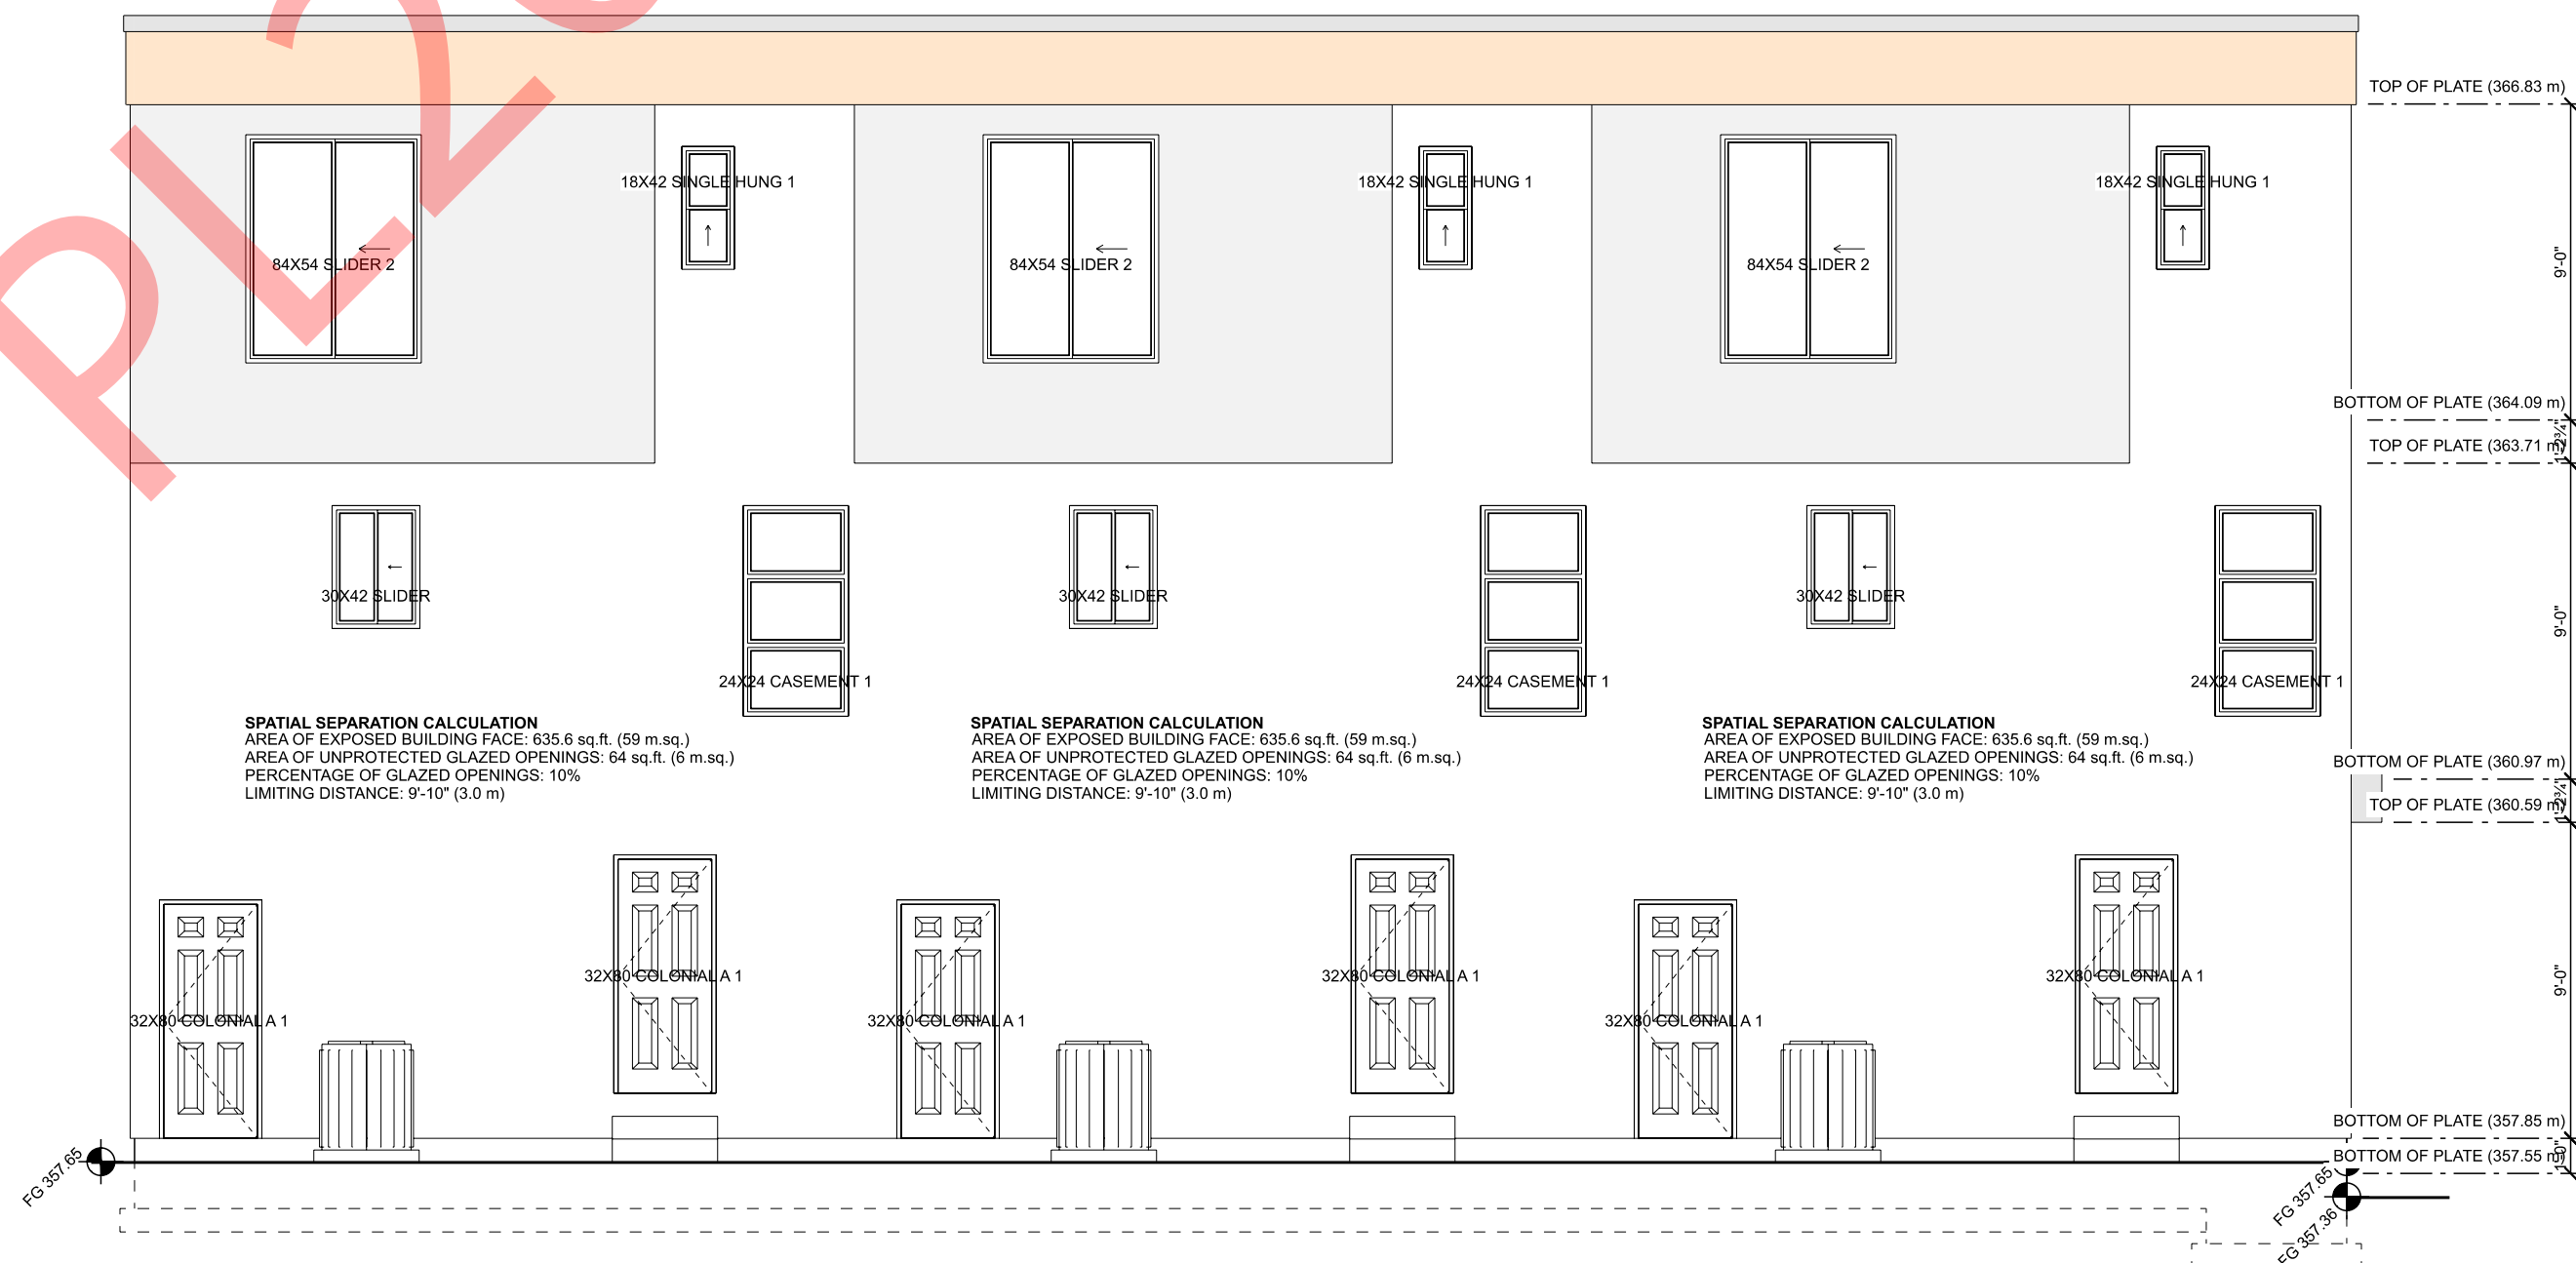 PL2
TOP OF PLATE (366.83 m)
18X42 SINGLE HUNG 1
18X42 SINGLE HUNG 1
18X42 SINGLE HUNG 1
84X54 SLIDER 2
84X54 SLIDER 2
84X54 SLIDER 2
9'-0"
BOTTOM OF PLATE (364.09 m)
1'-2¾"
TOP OF PLATE (363.71 m)
30X42 SLIDER
30X42 SLIDER
30X42 SLIDER
9'-0"
24X24 CASEMENT 1
24X24 CASEMENT 1
24X24 CASEMENT 1
SPATIAL SEPARATION CALCULATION
AREA OF EXPOSED BUILDING FACE: 635.6 sq.ft. (59 m.sq.)
AREA OF UNPROTECTED GLAZED OPENINGS: 64 sq.ft. (6 m.sq.)
PERCENTAGE OF GLAZED OPENINGS: 10%
LIMITING DISTANCE: 9'-10" (3.0 m)
SPATIAL SEPARATION CALCULATION
AREA OF EXPOSED BUILDING FACE: 635.6 sq.ft. (59 m.sq.)
AREA OF UNPROTECTED GLAZED OPENINGS: 64 sq.ft. (6 m.sq.)
PERCENTAGE OF GLAZED OPENINGS: 10%
LIMITING DISTANCE: 9'-10" (3.0 m)
SPATIAL SEPARATION CALCULATION
AREA OF EXPOSED BUILDING FACE: 635.6 sq.ft. (59 m.sq.)
AREA OF UNPROTECTED GLAZED OPENINGS: 64 sq.ft. (6 m.sq.)
PERCENTAGE OF GLAZED OPENINGS: 10%
LIMITING DISTANCE: 9'-10" (3.0 m)
BOTTOM OF PLATE (360.97 m)
1'-2¾"
TOP OF PLATE (360.59 m)
32X80 COLONIAL A 1
32X80 COLONIAL A 1
32X80 COLONIAL A 1
9'-0"
32X80 COLONIAL A 1
32X80 COLONIAL A 1
32X80 COLONIAL A 1
BOTTOM OF PLATE (357.85 m)
1'-0"
BOTTOM OF PLATE (357.55 m)
FG 357.65
FG 357.65
FG 357.36